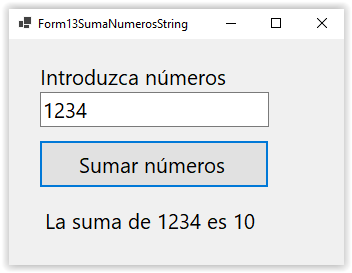 Form13SumaNumerosString
Introduzca números
1234
Sumar números
La suma de 1234 es 10